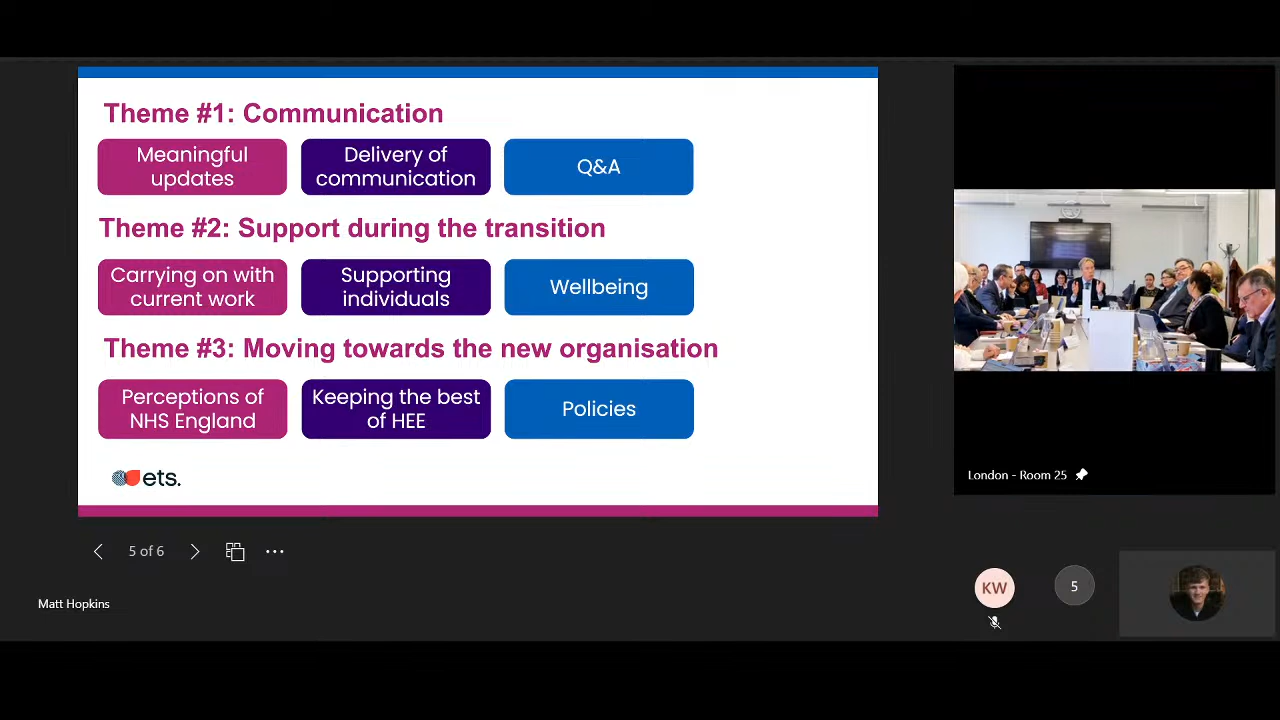 Theme #1: Communication
Meaningful
updates
Delivery of
communication
Q&A
Theme #2: Support during the transition
Carrying on with
current work
Supporting
individuals
Wellbeing
Theme #3: Moving towards the new organisation
Perceptions of
NHS England
Keeping the best
of HEE
Policies
ets.
5 of 6
Matt Hopkins
London - Room 25
KW
5